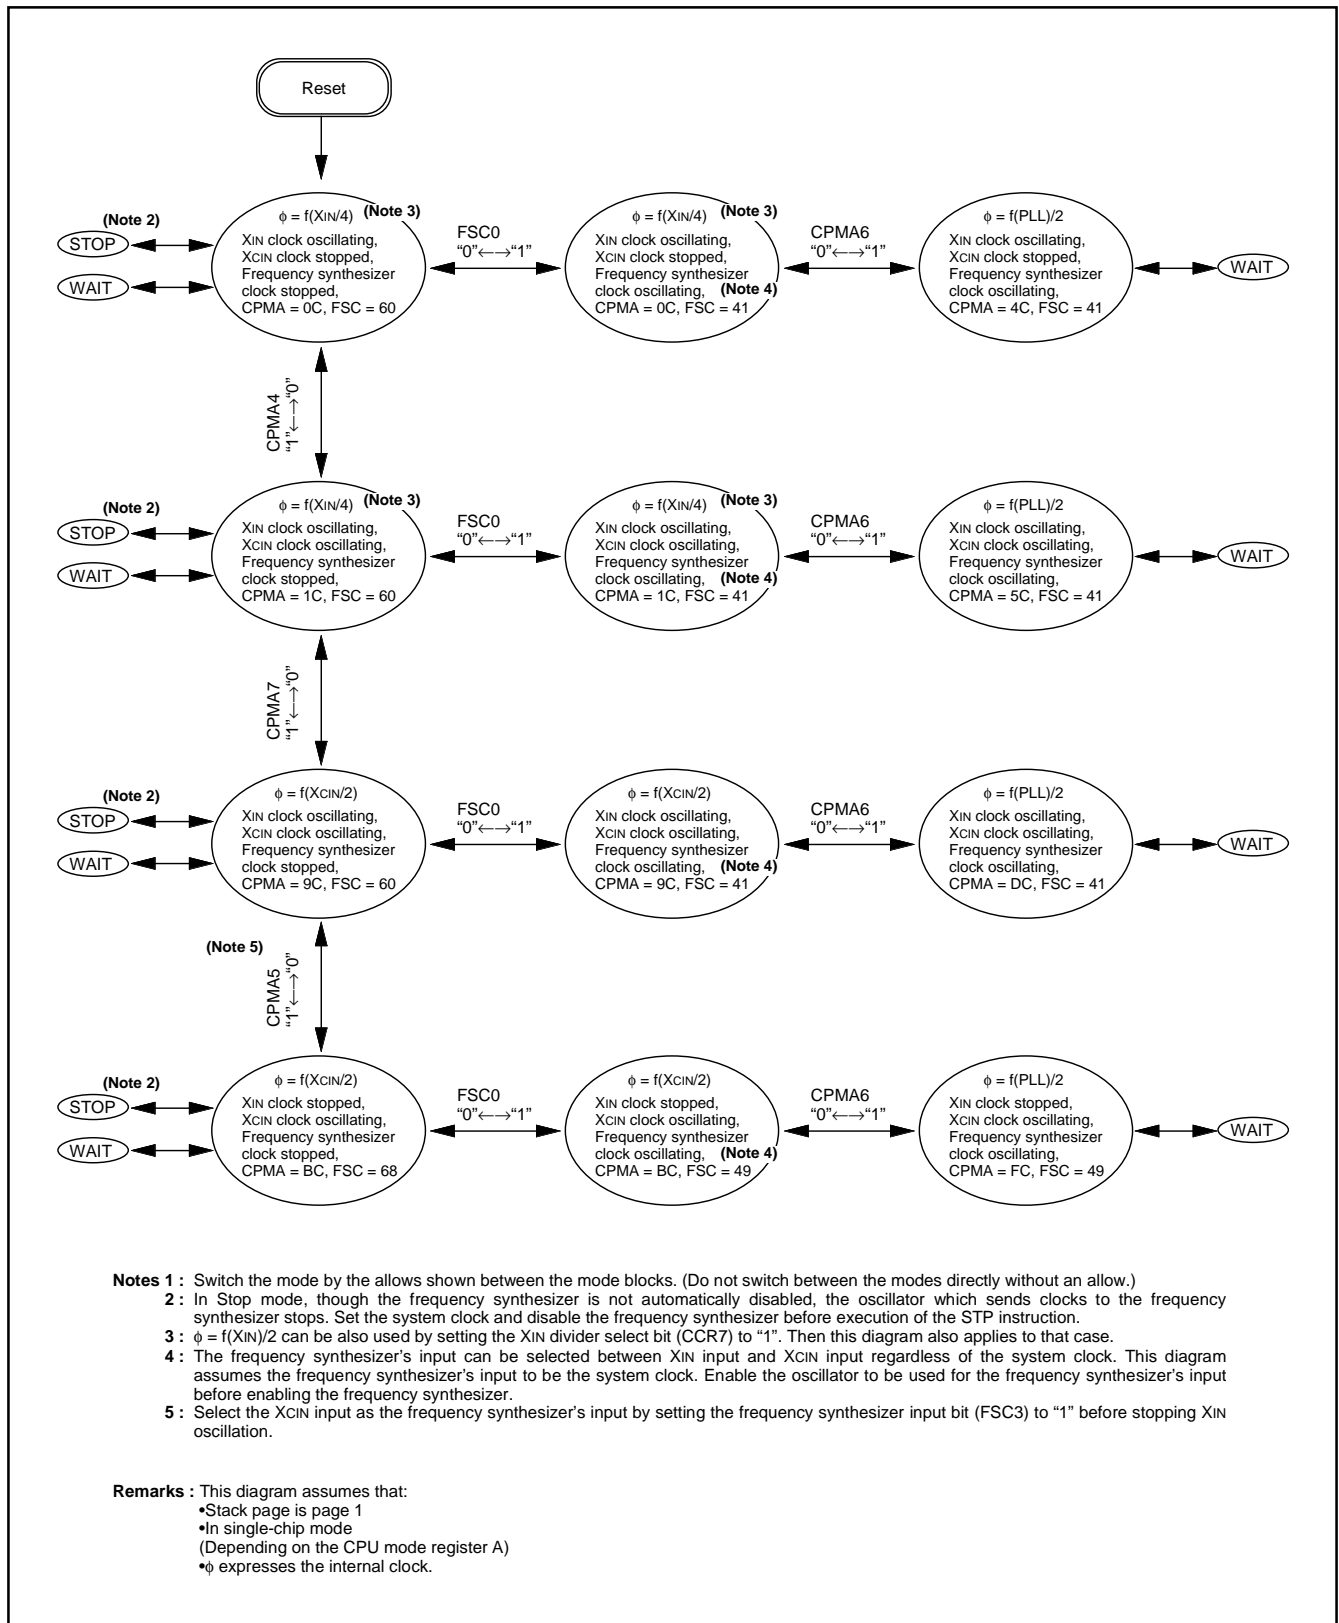 Reset
(Note 2)
STOP
WAIT
ϕ = f(XIN/4) (Note 3)
XIN clock oscillating,
XCIN clock stopped,
Frequency synthesizer
clock stopped,
CPMA = 0C, FSC = 60
FSC0
“0”←→“1”
ϕ = f(XIN/4) (Note 3)
XIN clock oscillating,
XCIN clock stopped,
Frequency synthesizer
clock oscillating, (Note 4)
CPMA = 0C, FSC = 41
CPMA6
“0”←→“1”
ϕ = f(PLL)/2
XIN clock oscillating,
XCIN clock stopped,
Frequency synthesizer
clock oscillating,
CPMA = 4C, FSC = 41
WAIT
CPMA4
“1”←→“0”
(Note 2)
STOP
WAIT
ϕ = f(XIN/4) (Note 3)
XIN clock oscillating,
XCIN clock oscillating,
Frequency synthesizer
clock stopped,
CPMA = 1C, FSC = 60
FSC0
“0”←→“1”
ϕ = f(XIN/4) (Note 3)
XIN clock oscillating,
XCIN clock oscillating,
Frequency synthesizer
clock oscillating, (Note 4)
CPMA = 1C, FSC = 41
CPMA6
“0”←→“1”
ϕ = f(PLL)/2
XIN clock oscillating,
XCIN clock oscillating,
Frequency synthesizer
clock oscillating,
CPMA = 5C, FSC = 41
WAIT
CPMA7
“1”←→“0”
(Note 2)
STOP
WAIT
ϕ = f(XCIN/2)
XIN clock oscillating,
XCIN clock oscillating,
Frequency synthesizer
clock stopped,
CPMA = 9C, FSC = 60
FSC0
“0”←→“1”
ϕ = f(XCIN/2)
XIN clock oscillating,
XCIN clock oscillating,
Frequency synthesizer
clock oscillating, (Note 4)
CPMA = 9C, FSC = 41
CPMA6
“0”←→“1”
ϕ = f(PLL)/2
XIN clock oscillating,
XCIN clock oscillating,
Frequency synthesizer
clock oscillating,
CPMA = DC, FSC = 41
WAIT
(Note 5)
CPMA5
“1”←→“0”
(Note 2)
STOP
WAIT
ϕ = f(XCIN/2)
XIN clock stopped,
XCIN clock oscillating,
Frequency synthesizer
clock stopped,
CPMA = BC, FSC = 68
FSC0
“0”←→“1”
ϕ = f(XCIN/2)
XIN clock stopped,
XCIN clock oscillating,
Frequency synthesizer
clock oscillating, (Note 4)
CPMA = BC, FSC = 49
CPMA6
“0”←→“1”
ϕ = f(PLL)/2
XIN clock stopped,
XCIN clock oscillating,
Frequency synthesizer
clock oscillating,
CPMA = FC, FSC = 49
WAIT
Notes 1 : Switch the mode by the allows shown between the mode blocks. (Do not switch between the modes directly without an allow.)
2 : In Stop mode, though the frequency synthesizer is not automatically disabled, the oscillator which sends clocks to the frequency
synthesizer stops. Set the system clock and disable the frequency synthesizer before execution of the STP instruction.
3 : ϕ = f(XIN)/2 can be also used by setting the XIN divider select bit (CCR7) to “1”. Then this diagram also applies to that case.
4 : The frequency synthesizer’s input can be selected between XIN input and XCIN input regardless of the system clock. This diagram
assumes the frequency synthesizer’s input to be the system clock. Enable the oscillator to be used for the frequency synthesizer’s input
before enabling the frequency synthesizer.
5 : Select the XCIN input as the frequency synthesizer’s input by setting the frequency synthesizer input bit (FSC3) to “1” before stopping XIN
oscillation.
Remarks : This diagram assumes that:
•Stack page is page 1
•In single-chip mode
(Depending on the CPU mode register A)
•ϕ expresses the internal clock.